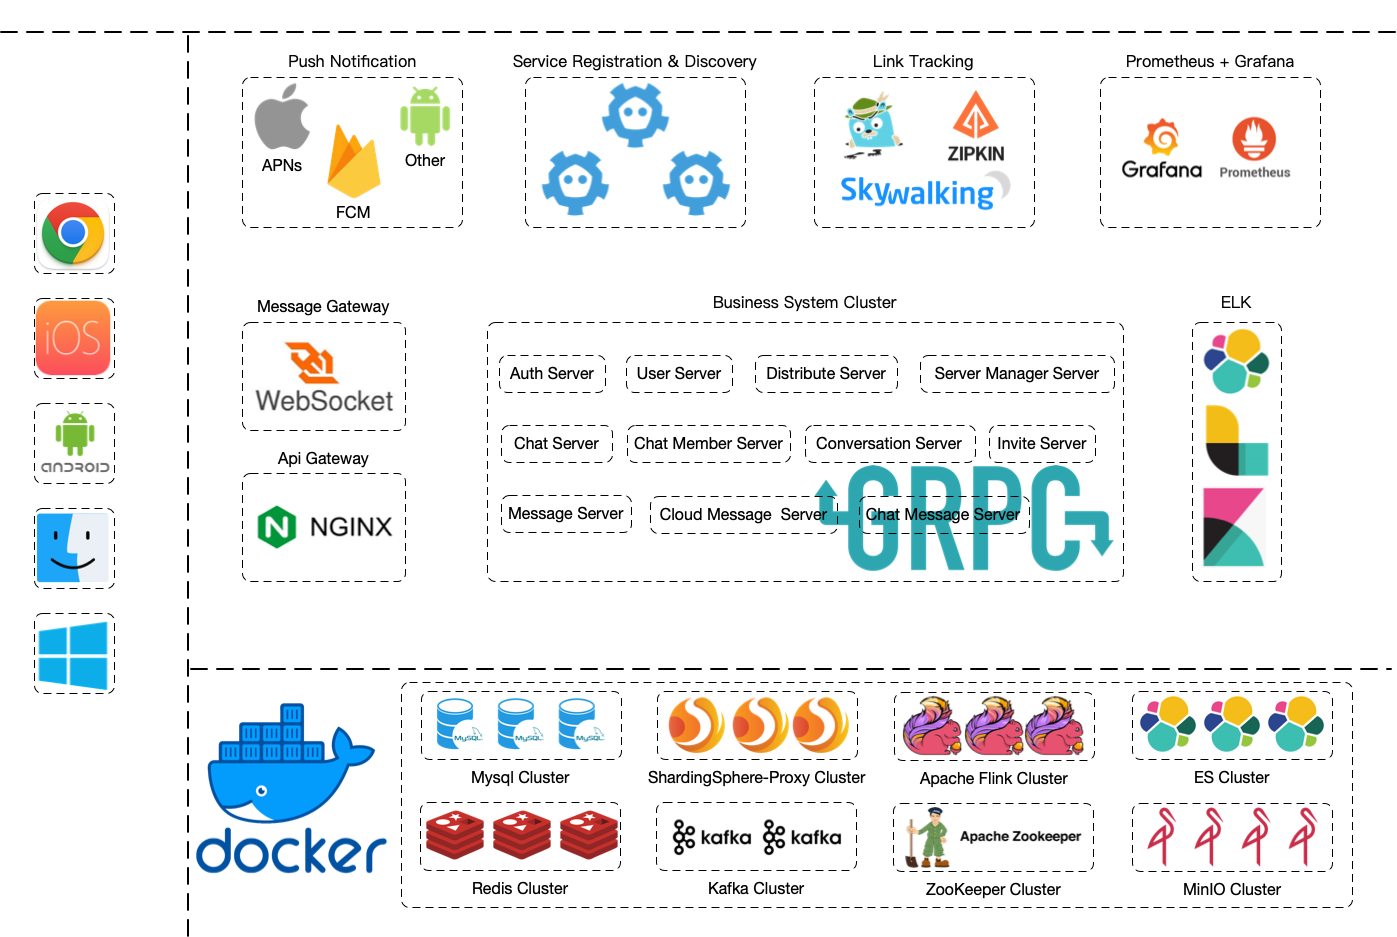 Push Notification
Service Registration & Discovery
Link Tracking
Prometheus + Grafana
APNs
FCM
Other
ZIPKIN
Skywalking
Grafana
Prometheus
iOS
ANDROID
Message Gateway
WebSocket
Api Gateway
NGINX
Business System Cluster
Auth Server
User Server
Distribute Server
Server Manager Server
Chat Server
Chat Member Server
Conversation Server
Invite Server
Message Server
Cloud Message Server
Chat Message Server
GRPC
ELK
docker
MySQL
MySQL
MySQL
Mysql Cluster
ShardingSphere-Proxy Cluster
Apache Flink Cluster
ES Cluster
Redis Cluster
kafka
kafka
Kafka Cluster
Apache Zookeeper
ZooKeeper Cluster
MinIO Cluster